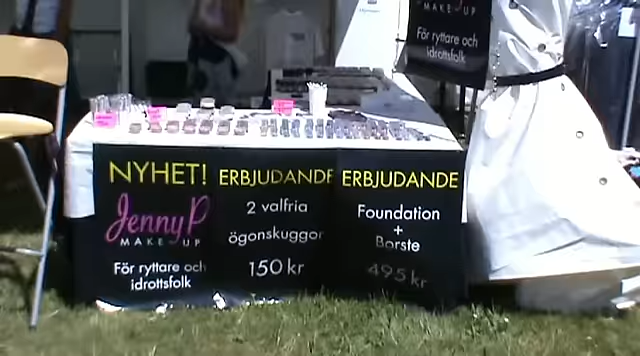 MAKE-UP
För ryttare och
idrottsfolk
NYHET!
JennyP
MAKE-UP
För ryttare och
idrottsfolk
ERBJUDANDE
2 valfria
ögonskuggor
150 kr
ERBJUDANDE
Foundation
+
Borste
495 kr